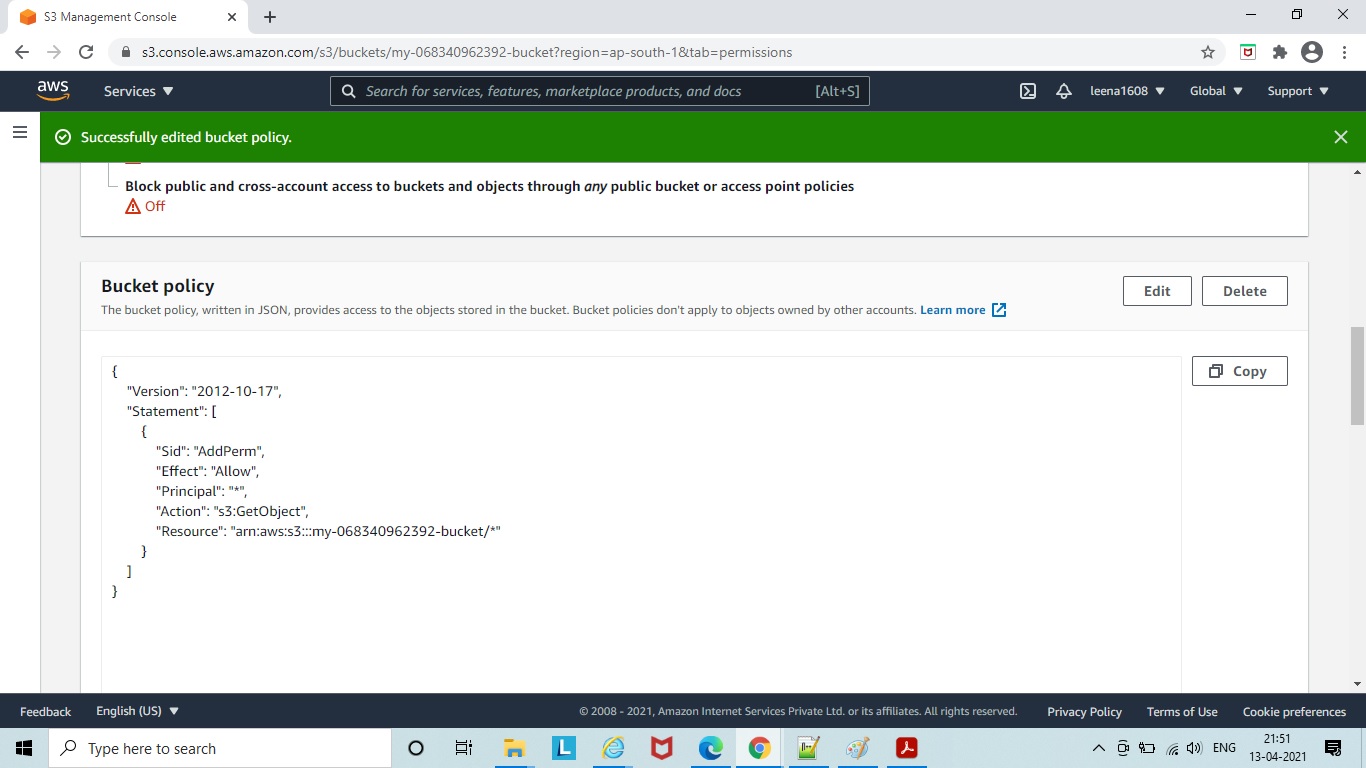 S3 Management Console
s3.console.aws.amazon.com/s3/buckets/my-068340962392-bucket?region=ap-south-1&tab=permissions
aws
Services
Search for services, features, marketplace products, and docs
[Alt+S]
leena1608
Global
Support
Successfully edited bucket policy.
Block public and cross-account access to buckets and objects through any public bucket or access point policies
Off
Bucket policy
Edit
Delete
The bucket policy, written in JSON, provides access to the objects stored in the bucket. Bucket policies don't apply to objects owned by other accounts. Learn more
Copy
{
"Version": "2012-10-17",
"Statement": [
{
"Sid": "AddPerm",
"Effect": "Allow",
"Principal": "*",
"Action": "s3:GetObject",
"Resource": "arn:aws:s3:::my-068340962392-bucket/*"
}
]
}
Feedback
English (US)
© 2008 - 2021, Amazon Internet Services Private Ltd. or its affiliates. All rights reserved.
Privacy Policy
Terms of Use
Cookie preferences
Type here to search
L
ENG
21:51
13-04-2021